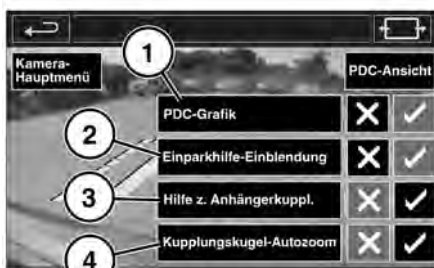 Kamera-
Hauptmenü
PDC-Ansicht
1
PDC-Grafik
2
Einparkhilfe-Einblendung
3
Hilfe z. Anhängerkuppl.
4
Kupplungskugel-Autozoom